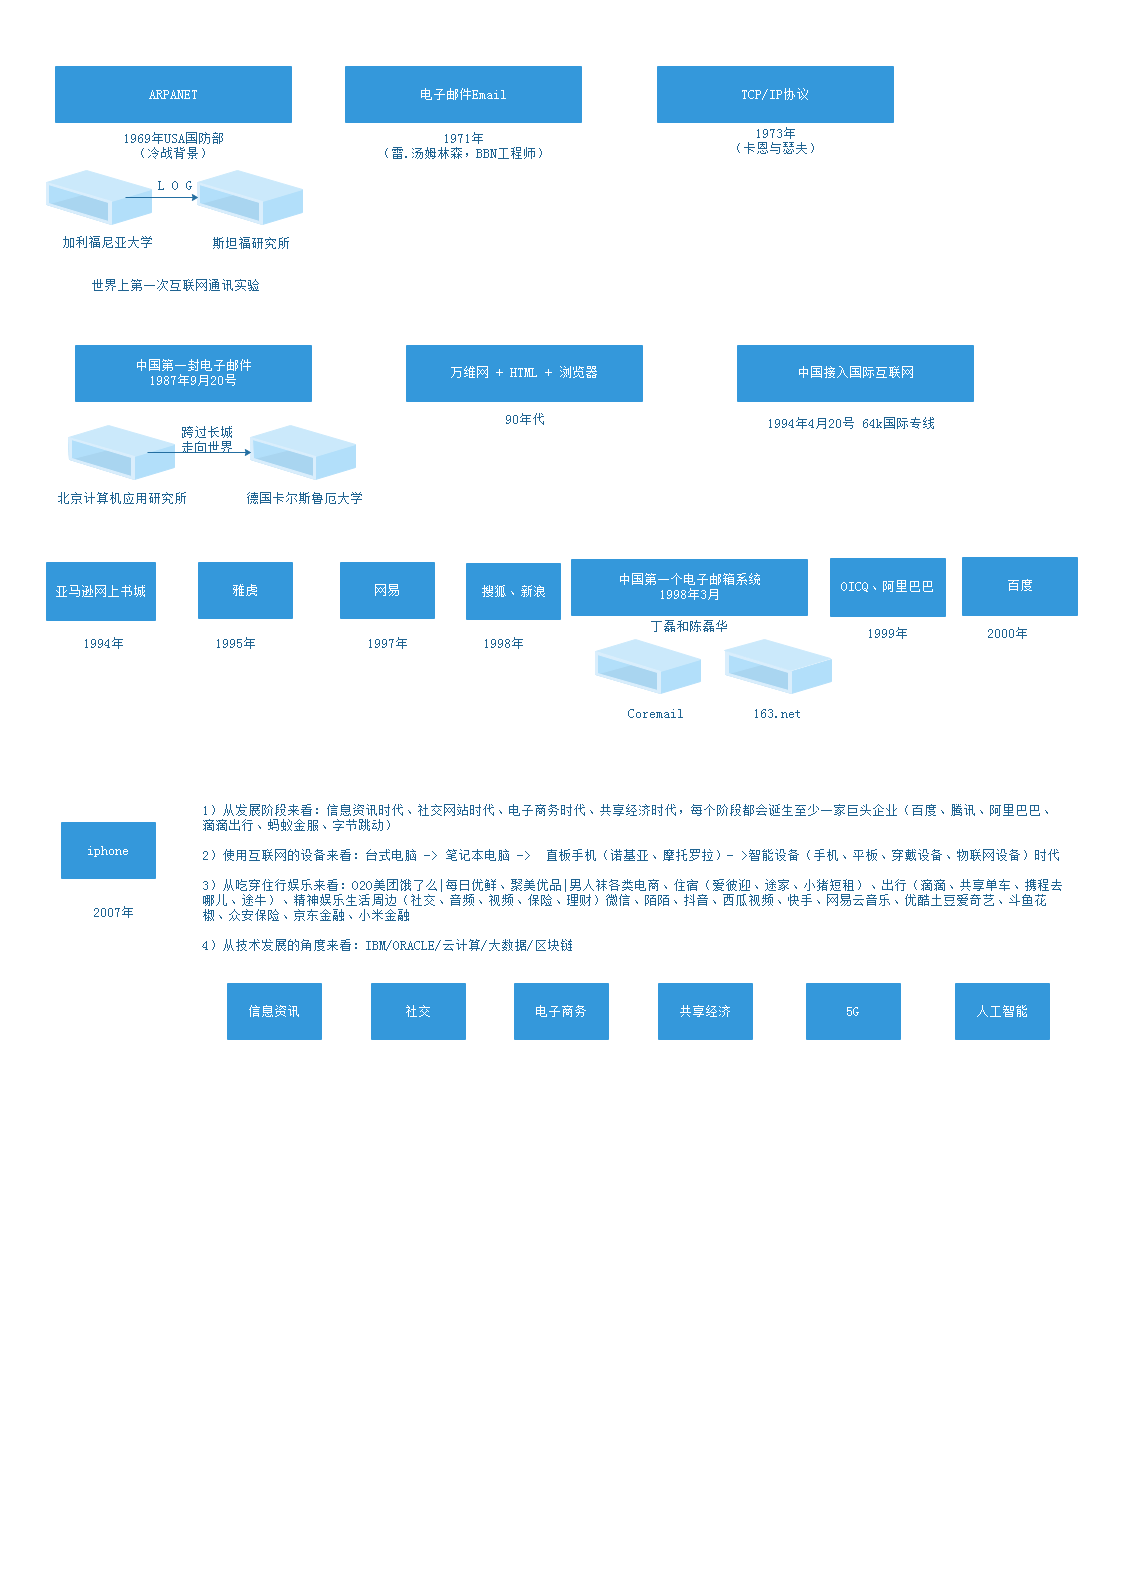 ARPANET
电子邮件Email
TCP/IP协议
1969年USA国防部
（冷战背景）
1971年
（雷.汤姆林森，BBN工程师）
1973年
（卡恩与瑟夫）
L O G
加利福尼亚大学
斯坦福研究所
世界上第一次互联网通讯实验
中国第一封电子邮件
1987年9月20号
万维网 + HTML + 浏览器
中国接入国际互联网
90年代
1994年4月20号 64k国际专线
跨过长城
走向世界
北京计算机应用研究所
德国卡尔斯鲁厄大学
亚马逊网上书城
雅虎
网易
搜狐、新浪
中国第一个电子邮箱系统
1998年3月
OICQ、阿里巴巴
百度
1994年
1995年
1997年
1998年
丁磊和陈磊华
1999年
2000年
Coremail
163.net
iphone
2007年
1）从发展阶段来看：信息资讯时代、社交网站时代、电子商务时代、共享经济时代，每个阶段都会诞生至少一家巨头企业（百度、腾讯、阿里巴巴、
滴滴出行、蚂蚁金服、字节跳动）
2）使用互联网的设备来看：台式电脑 -> 笔记本电脑 -> 直板手机（诺基亚、摩托罗拉）- >智能设备（手机、平板、穿戴设备、物联网设备）时代
3）从吃穿住行娱乐来看：O2O美团饿了么|每日优鲜、聚美优品|男人袜各类电商、住宿（爱彼迎、途家、小猪短租）、出行（滴滴、共享单车、携程去
哪儿、途牛）、精神娱乐生活周边（社交、音频、视频、保险、理财）微信、陌陌、抖音、西瓜视频、快手、网易云音乐、优酷土豆爱奇艺、斗鱼花
椒、众安保险、京东金融、小米金融
4）从技术发展的角度来看：IBM/ORACLE/云计算/大数据/区块链
信息资讯
社交
电子商务
共享经济
5G
人工智能